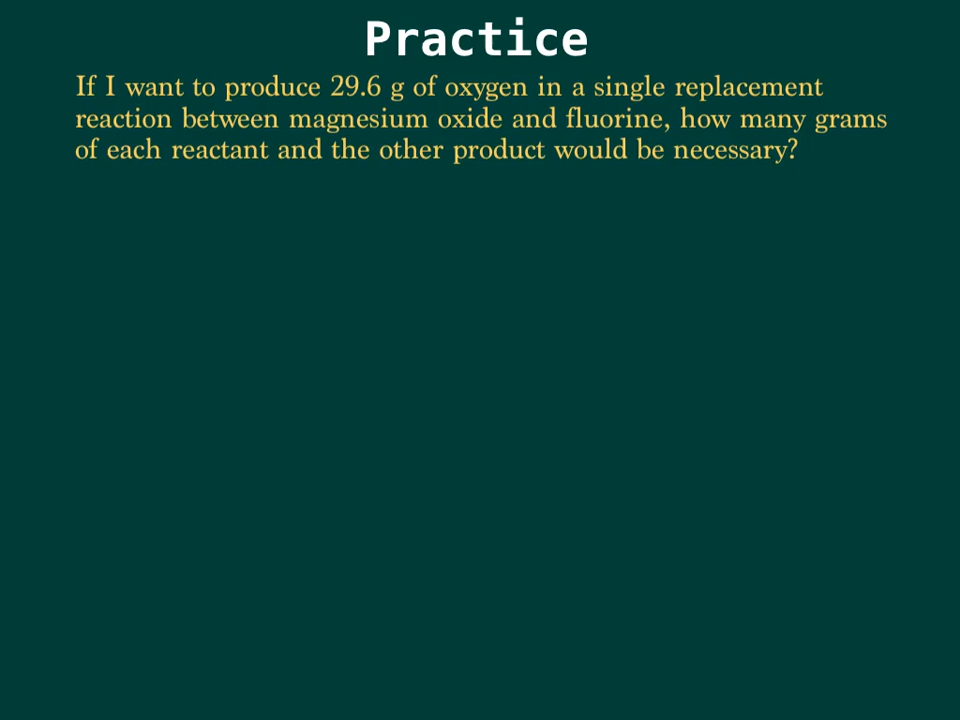 Practice
If I want to produce 29.6 g of oxygen in a single replacement
reaction between magnesium oxide and fluorine, how many grams
of each reactant and the other product would be necessary?